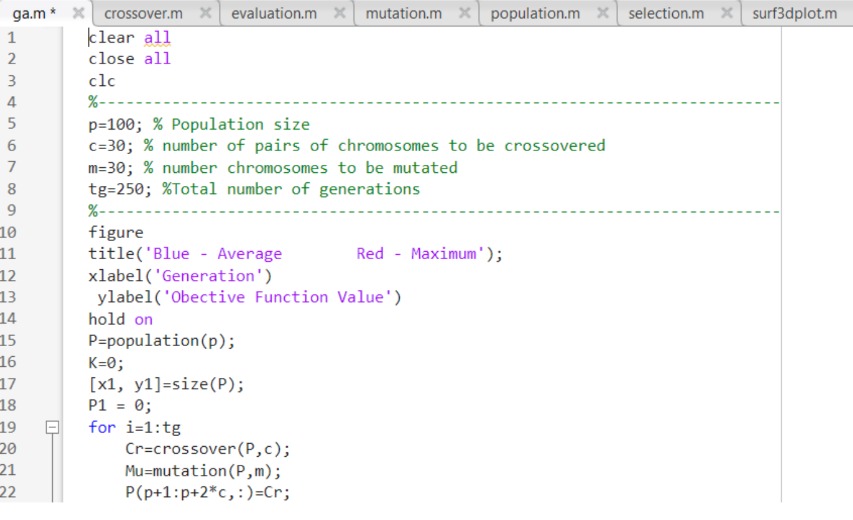 ga.m * crossover.m evaluation.m mutation.m population.m selection.m surf3dplot.m
1 clear all
2 close all
3 clc
4 %---------------------------------------------------------------------------
5 p=100; % Population size
6 c=30; % number of pairs of chromosomes to be crossovered
7 m=30; % number chromosomes to be mutated
8 tg=250; %Total number of generations
9 %---------------------------------------------------------------------------
10 figure
11 title('Blue - Average        Red - Maximum');
12 xlabel('Generation')
13  ylabel('Obective Function Value')
14 hold on
15 P=population(p);
16 K=0;
17 [x1, y1]=size(P);
18 P1 = 0;
19 for i=1:tg
20     Cr=crossover(P,c);
21     Mu=mutation(P,m);
22     P(p+1:p+2*c,:)=Cr;